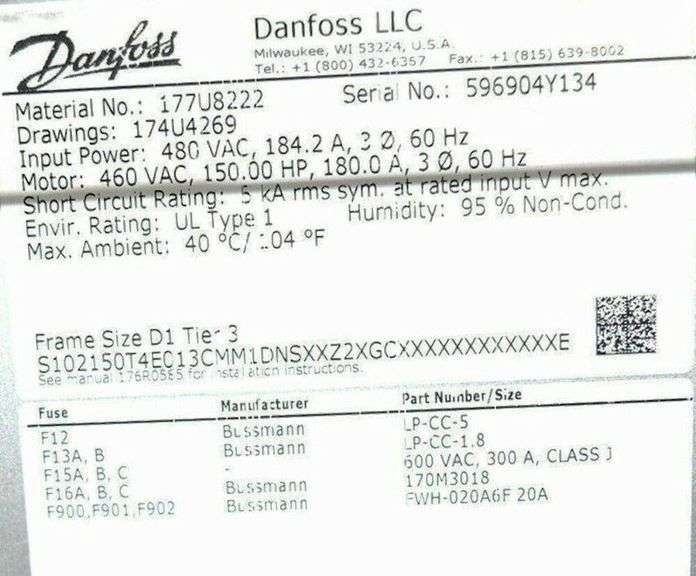 Danfoss
Danfoss LLC
Milwaukee, WI 53224, U.S.A.
Tel.: +1 (800) 432-6357 Fax.: +1 (815) 639-8002
Material No.: 177U8222 Serial No.: 596904Y134
Drawings: 174U4269
Input Power: 480 VAC, 184.2 A, 3 Ø, 60 Hz
Motor: 460 VAC, 150.00 HP, 180.0 A, 3 Ø, 60 Hz
Short Circuit Rating: 5 kA rms sym. at rated input V max.
Envir. Rating: UL Type 1 Humidity: 95 % Non-Cond.
Max. Ambient: 40 ºC/ 104 ºF
Frame Size D1 Tier 3
S102150T4E013CMM1DNSXXZ2XGCXXXXXXXXXXXXE
See manual for installation instructions.
Fuse Manufacturer Part Number/Size
F12 Bussmann LP-CC-5
F13A, B Bussmann LP-CC-1.8
F15A, B, C - 600 VAC, 300 A, CLASS J
F16A, B, C Bussmann 170M3018
F900,F901,F902 Bussmann FWH-020A6F 20A